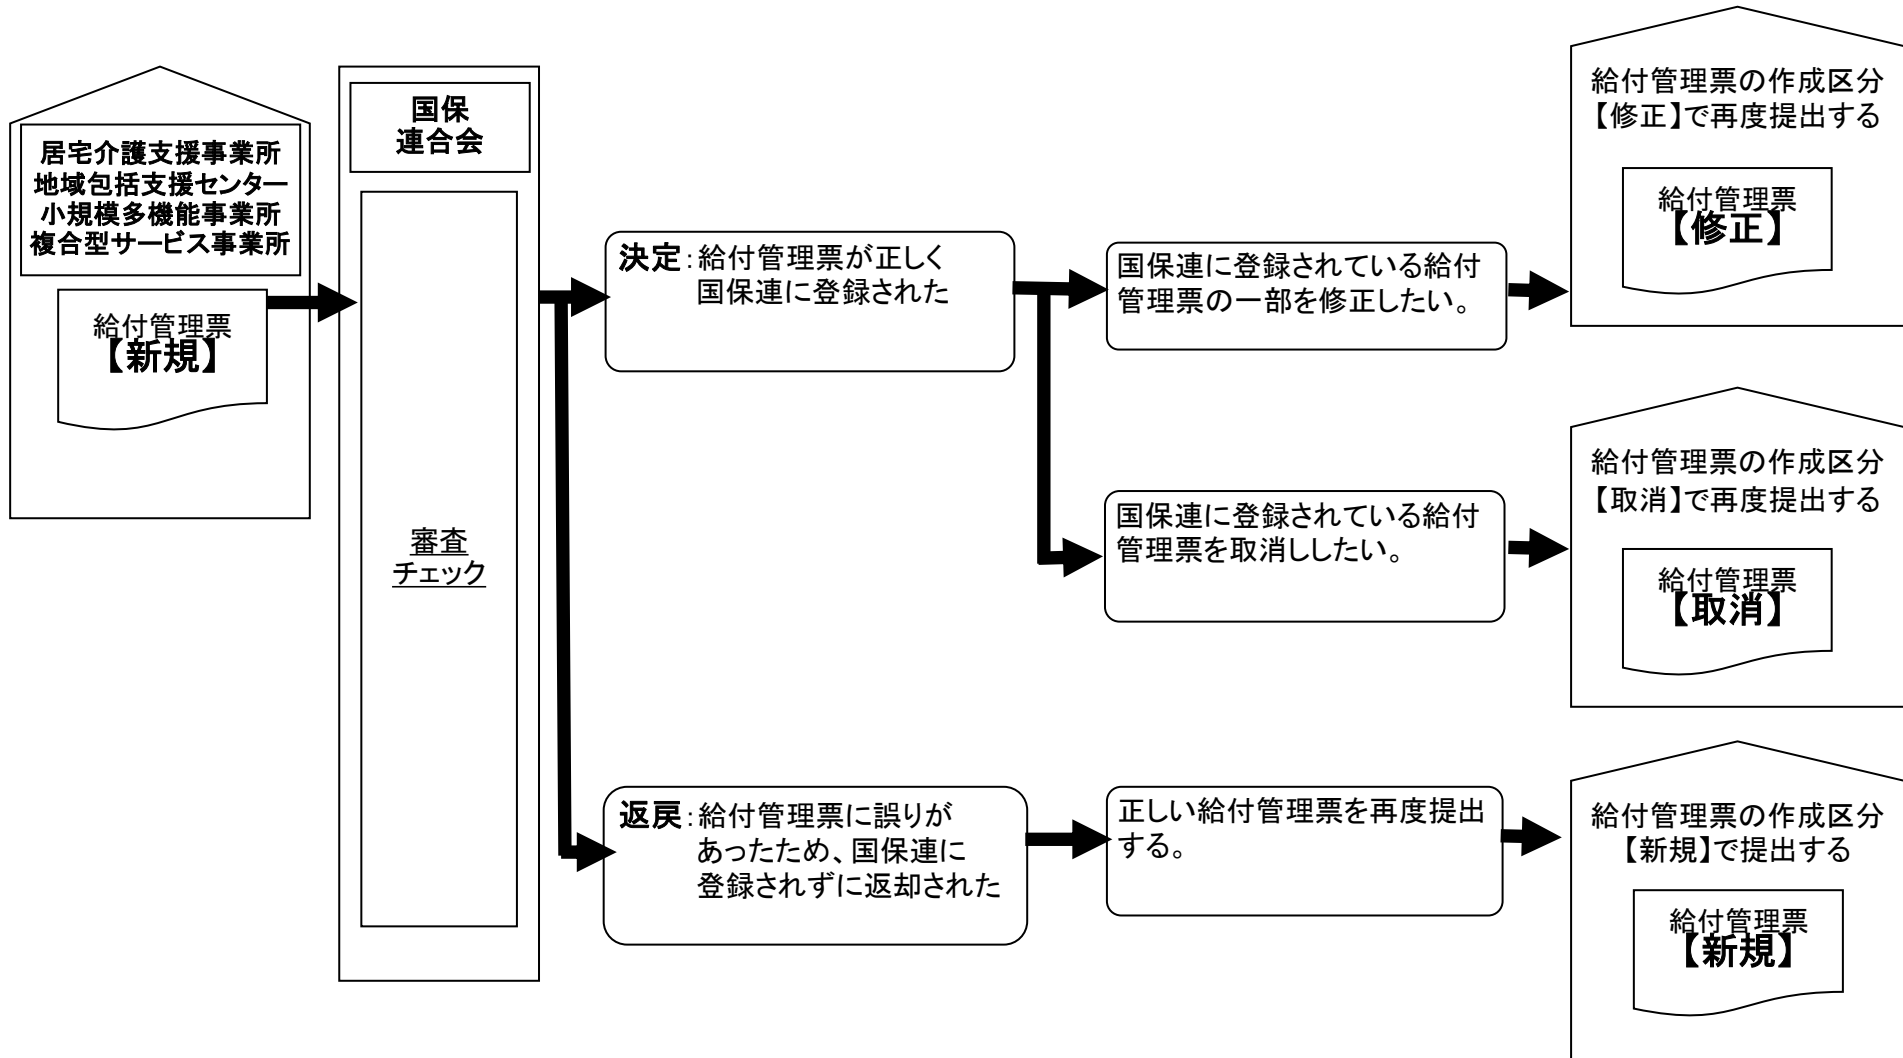 居宅介護支援事業所
地域包括支援センター
小規模多機能事業所
複合型サービス事業所
給付管理票
【新規】
国保
連合会
審査
チェック
決定:給付管理票が正しく
国保連に登録された
国保連に登録されている給付
管理票の一部を修正したい。
給付管理票の作成区分
【修正】で再度提出する
給付管理票
【修正】
国保連に登録されている給付
管理票を取消ししたい。
給付管理票の作成区分
【取消】で再度提出する
給付管理票
【取消】
返戻:給付管理票に誤りが
あったため、国保連に
登録されずに返却された
正しい給付管理票を再度提出
する。
給付管理票の作成区分
【新規】で提出する
給付管理票
【新規】